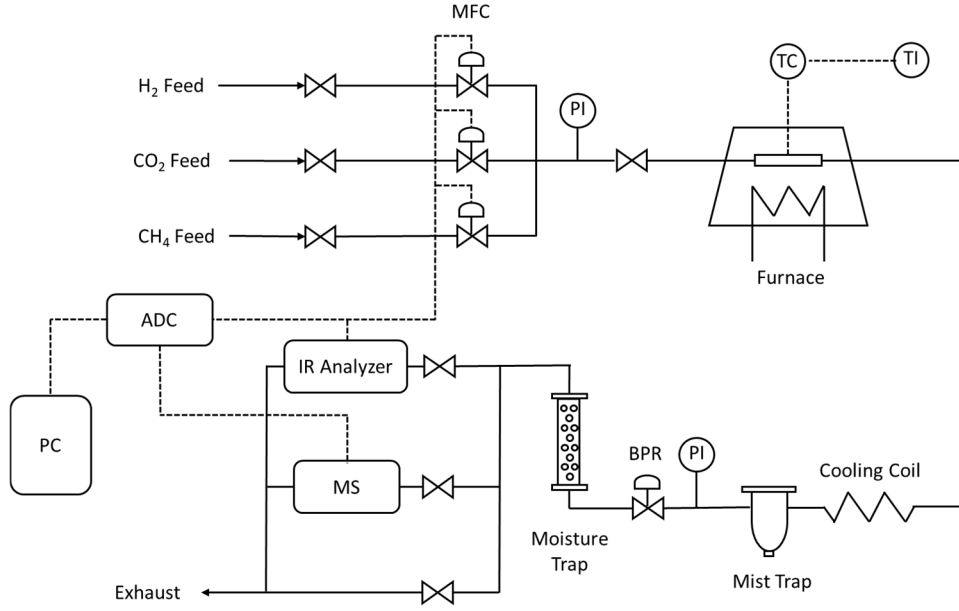 MFC
H₂ Feed
TC
TI
PI
CO₂ Feed
CH₄ Feed
Furnace
ADC
IR Analyzer
PC
BPR
PI
Cooling Coil
MS
Moisture
Trap
Mist Trap
Exhaust